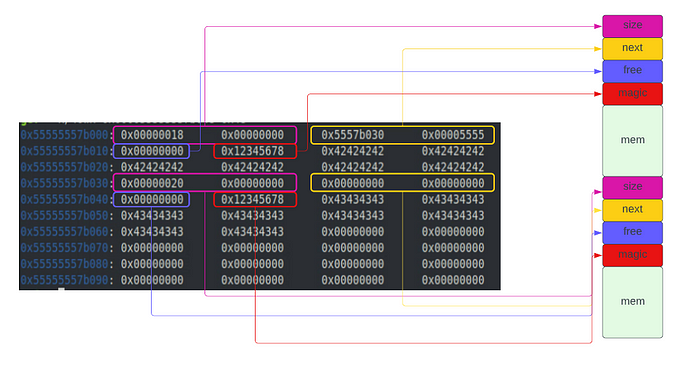 size
next
free
magic
mem
0x55555557b000: 0x00000018 0x00000000 0x5557b030 0x00005555
0x55555557b010: 0x00000000 0x12345678 0x42424242 0x42424242
0x55555557b020: 0x42424242 0x42424242 0x42424242 0x42424242
0x55555557b030: 0x00000020 0x00000000 0x00000000 0x00000000
0x55555557b040: 0x00000000 0x12345678 0x43434343 0x43434343
0x55555557b050: 0x43434343 0x43434343 0x43434343 0x43434343
0x55555557b060: 0x43434343 0x43434343 0x00000000 0x00000000
0x55555557b070: 0x00000000 0x00000000 0x00000000 0x00000000
0x55555557b080: 0x00000000 0x00000000 0x00000000 0x00000000
0x55555557b090: 0x00000000 0x00000000 0x00000000 0x00000000
size
next
free
magic
mem